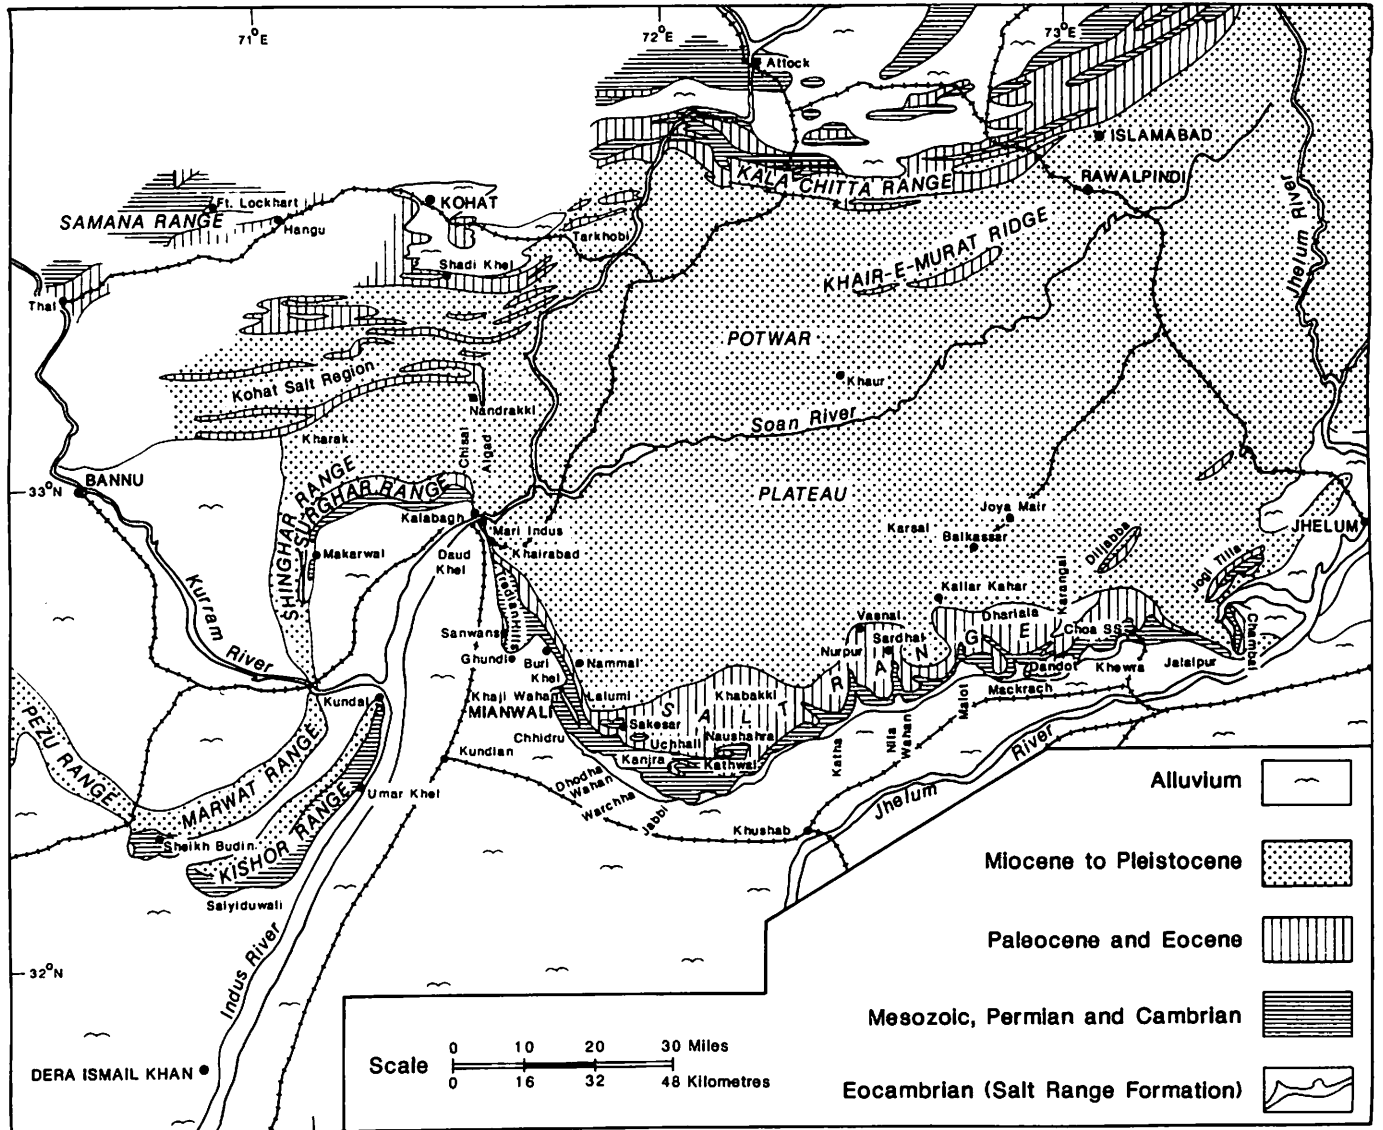 71°E
72°E
73°E
Attock
ISLAMABAD
KALA CHITTA RANGE
RAWALPINDI
Jhelum River
SAMANA RANGE
Ft. Lockhart
Hangu
KOHAT
Tarkhobi
Shadi Khel
KHAIR-E-MURAT RIDGE
Thal
POTWAR
Kohat Salt Region
Khaur
Nandrakki
Soan River
Kharak
Chisal
Algad
33°N
BANNU
SHINGHAR RANGE
SURGHAR RANGE
PLATEAU
Kalabagh
Mari Indus
Joya Mair
Karsal
Balkassar
JHELUM
Makarwal
Daud
Khel
Khairabad
Diljabba
Jogi Tilla
Kurram River
Tredian Hills
Kallar Kahar
Karangal
Vasnal
Dhariala
Sanwans
Sardhai
Choa SS
Chambal
Nurpur
Ghundi
Buri
Khel
Nammal
Dandot
Khewra
Jalalpur
Khaji Wahan
Lalumi
Khabakki
SALT RANGE
Mackrach
MIANWALI
Kundal
PEZU RANGE
Sakesar
Malot
Chhidru
Uchhali
Naushahra
Nila
Wahan
Kundian
Kanjra
Kathwai
Katha
River
MARWAT RANGE
Dhodha
Wahan
Umar Khel
Warchha
Jabbi
Jhelum
Khushab
Sheikh Budin
KISHOR RANGE
Saiyiduwali
Indus River
32°N
DERA ISMAIL KHAN
Alluvium
Miocene to Pleistocene
Paleocene and Eocene
Mesozoic, Permian and Cambrian
Eocambrian (Salt Range Formation)
Scale
0 10 20 30 Miles
0 16 32 48 Kilometres